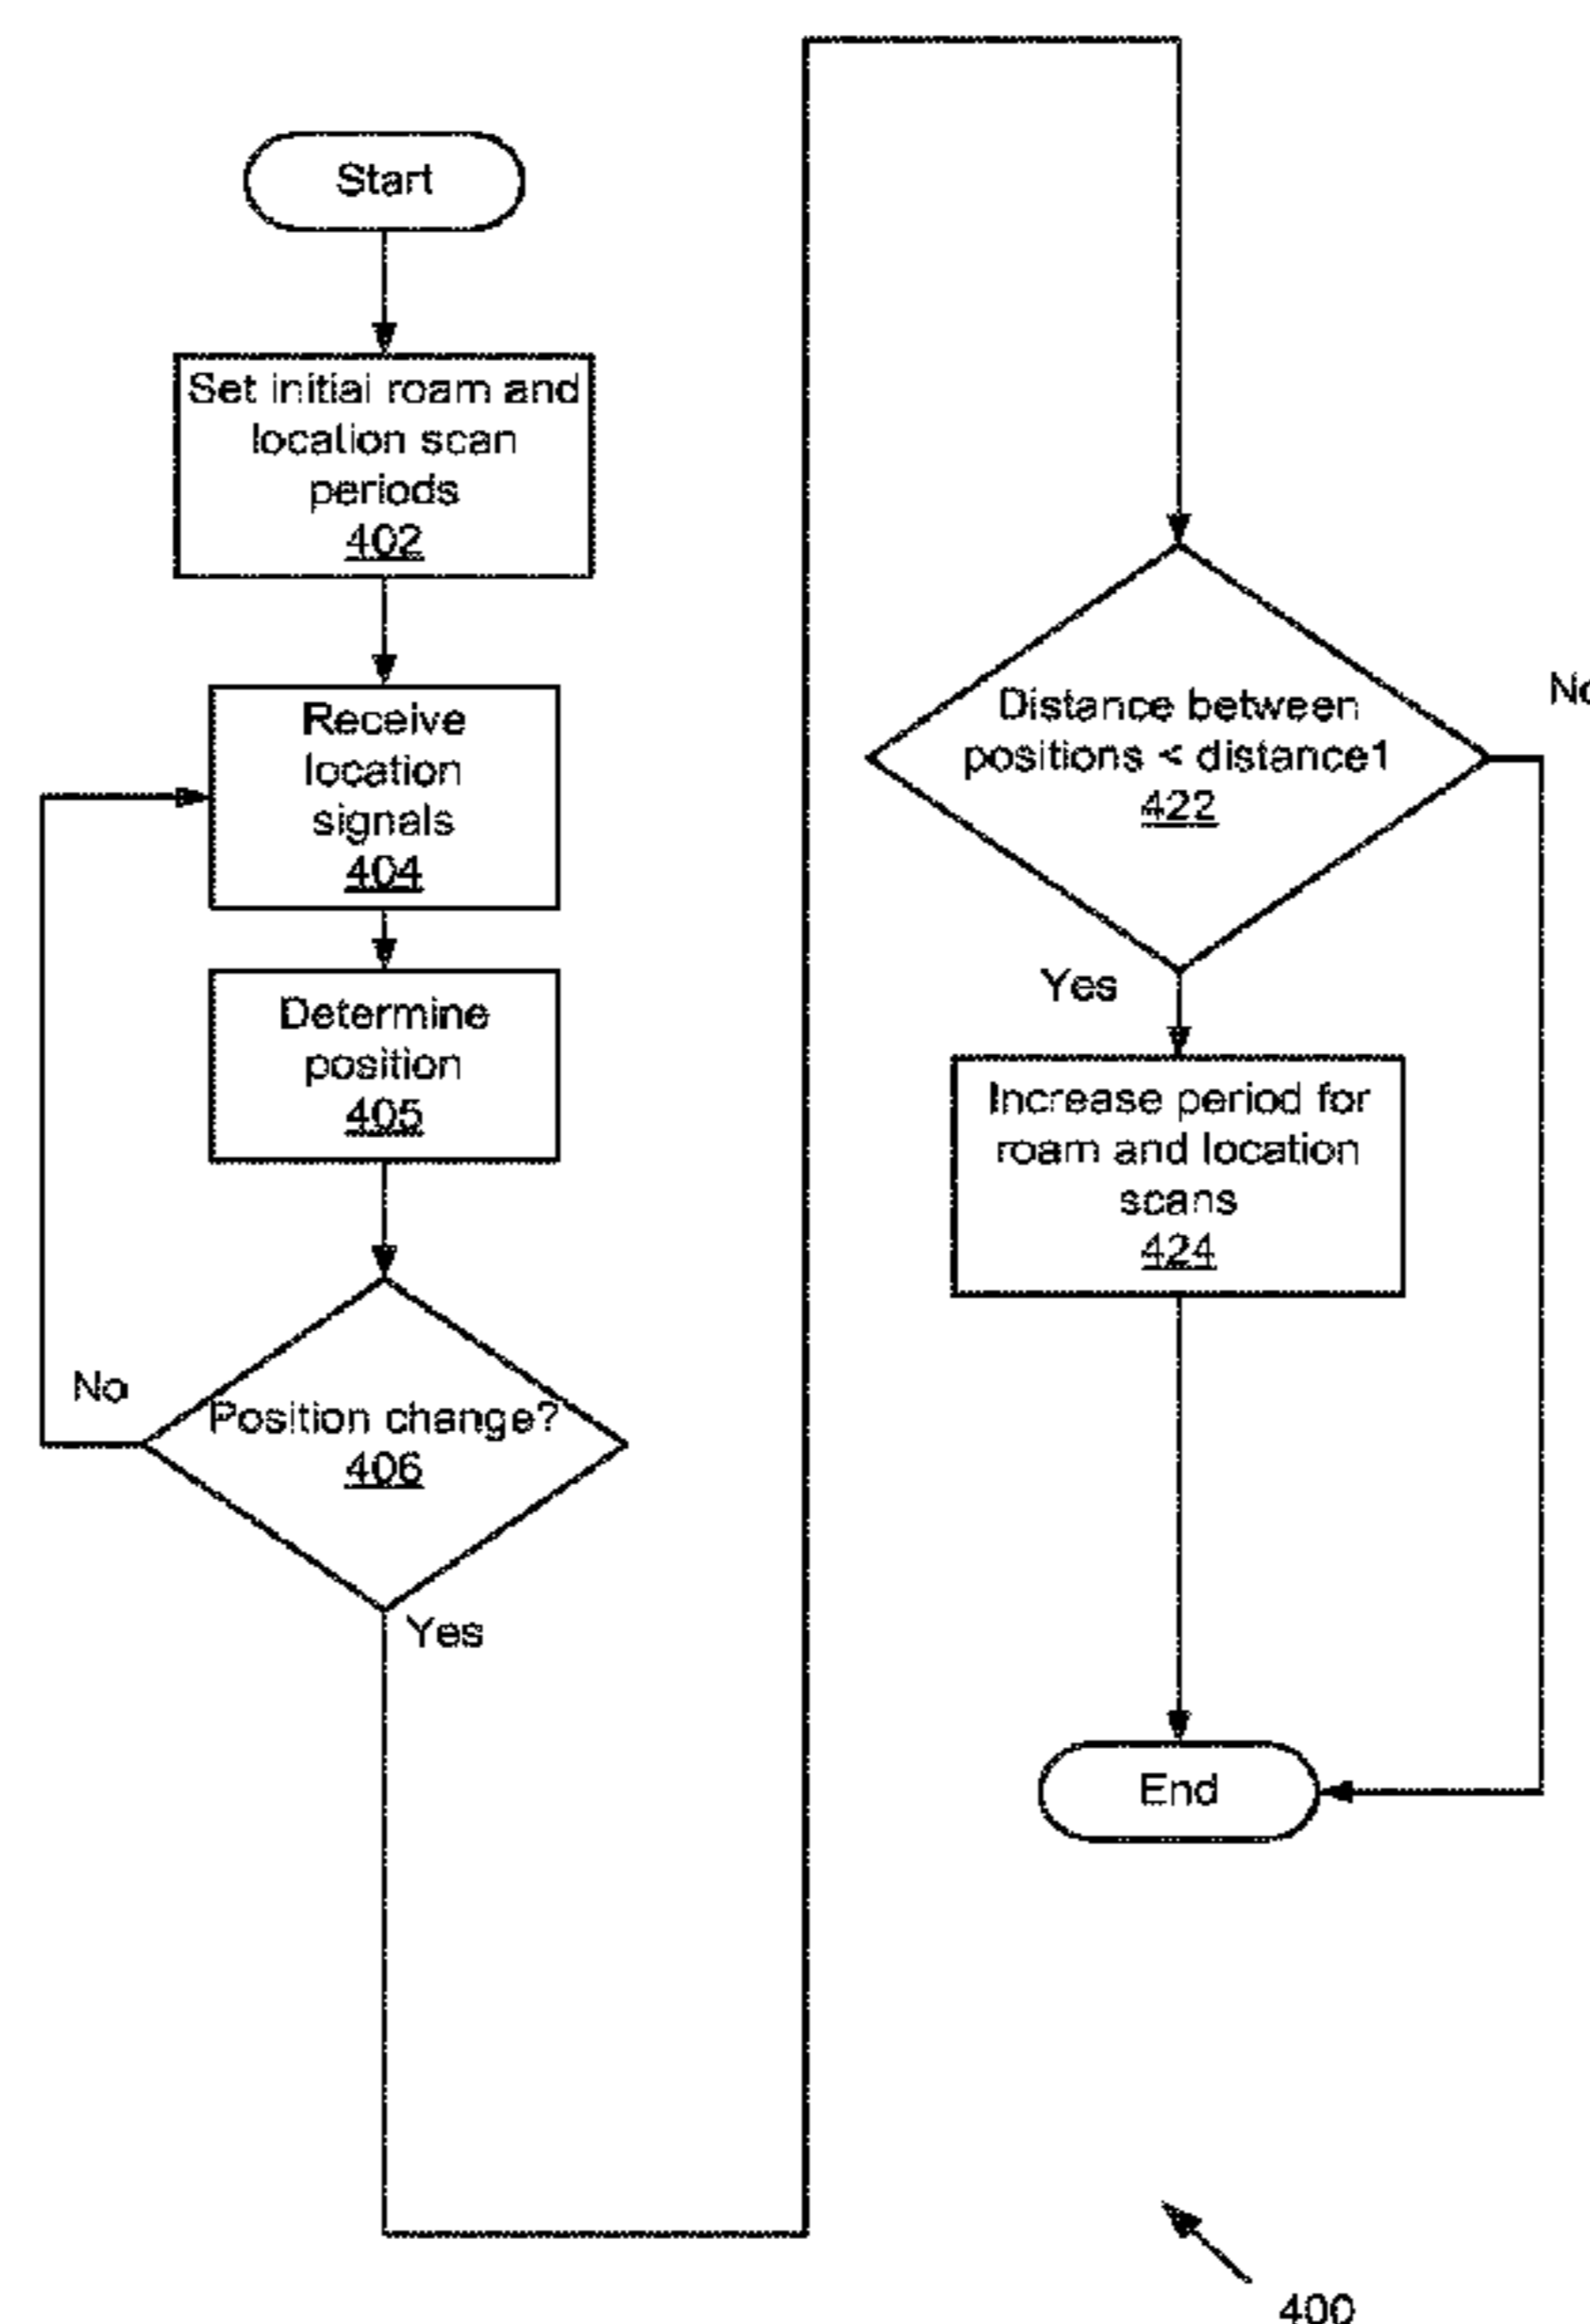 Start
Set initial roam and
location scan
periods
402
Receive
location
signals
404
Determine
position
405
No
Position change?
406
Yes
Distance between
positions < distance1
422
No
Yes
Increase period for
roam and location
scans
424
End
400